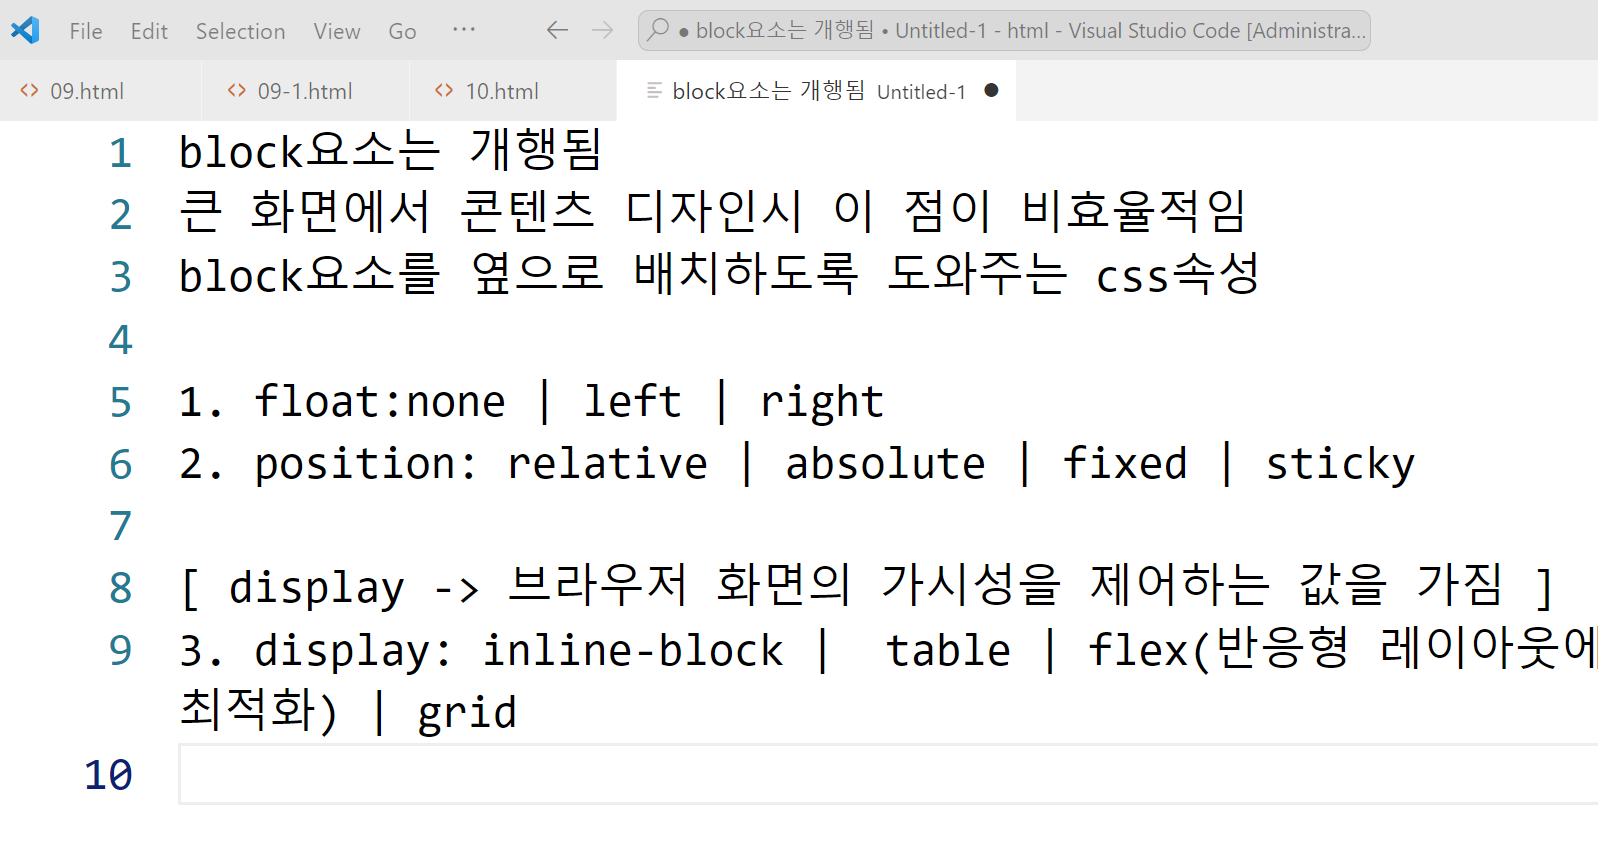 File Edit Selection View Go ··· ← → ● block요소는 개행됨 • Untitled-1 - html - Visual Studio Code [Administra...
09.html 09-1.html 10.html block요소는 개행됨 Untitled-1 ●
1 block요소는 개행됨
2 큰 화면에서 콘텐츠 디자인시 이 점이 비효율적임
3 block요소를 옆으로 배치하도록 도와주는 css속성
4
5 1. float:none | left | right
6 2. position: relative | absolute | fixed | sticky
7
8 [ display -> 브라우저 화면의 가시성을 제어하는 값을 가짐 ]
9 3. display: inline-block |  table | flex(반응형 레이아웃에
최적화) | grid
10